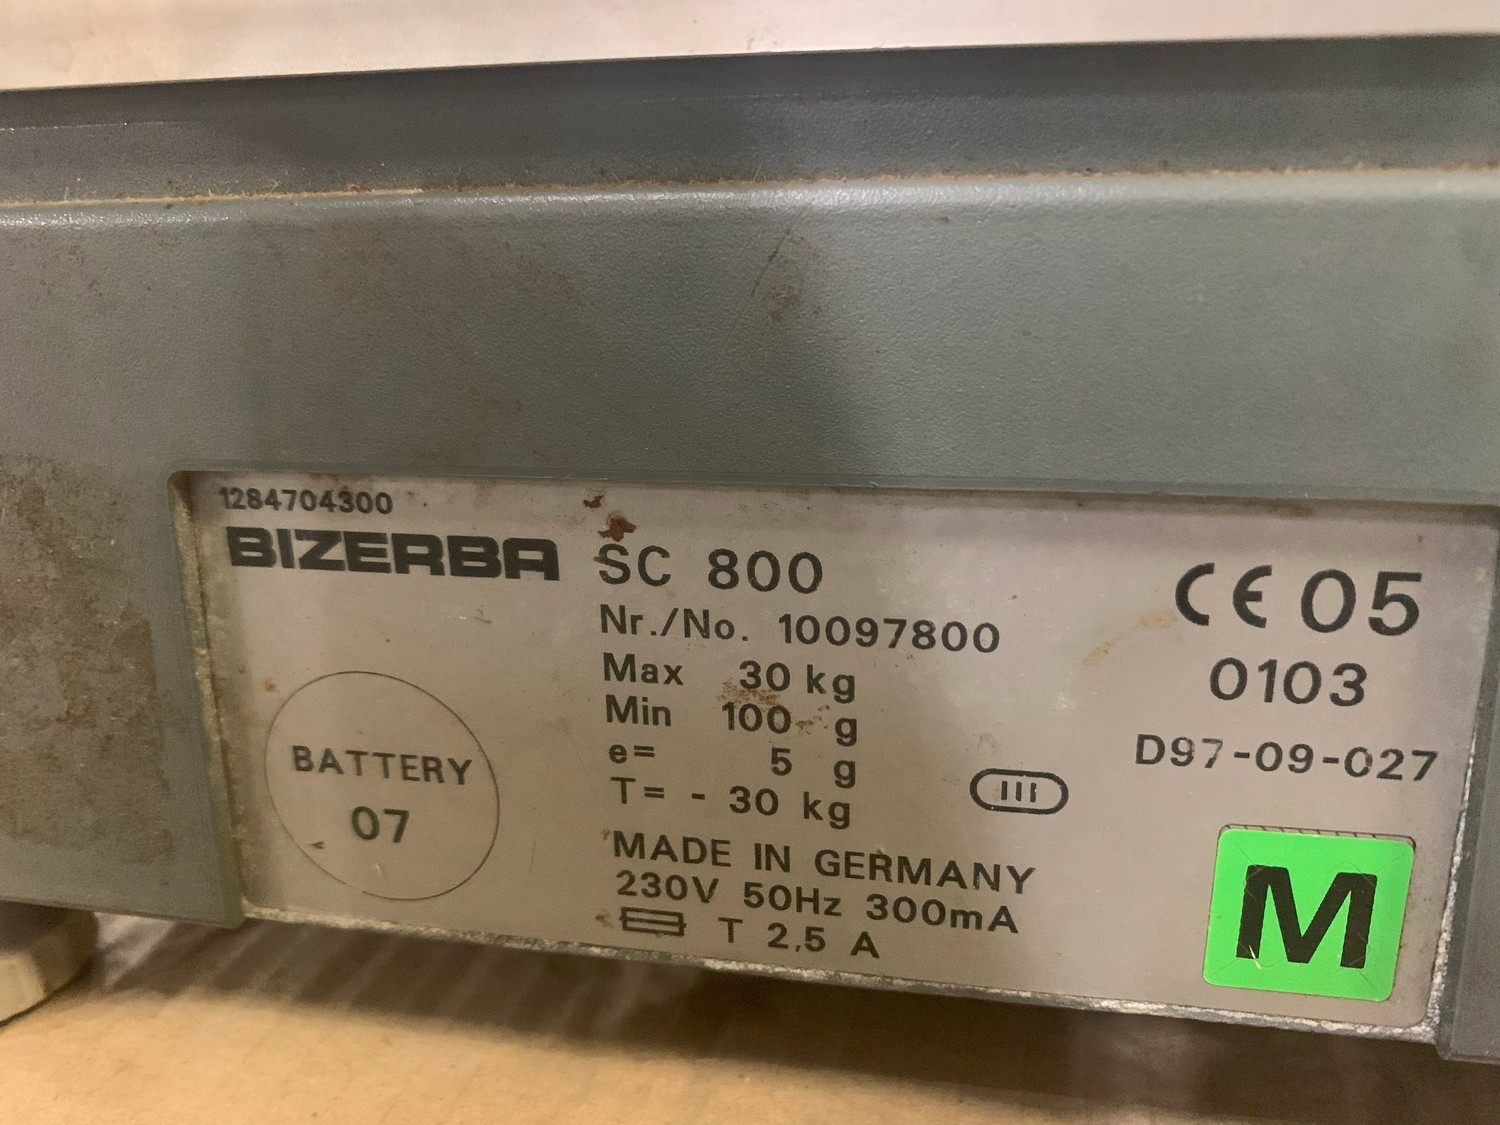 1284704300
BIZERBA SC 800
Nr./No. 10097800
Max 30 kg
Min 100 g
e= 5 g
T= - 30 kg
III
MADE IN GERMANY
230V 50Hz 300mA
T 2,5 A
BATTERY
07
CE 05
0103
D97-09-027
M